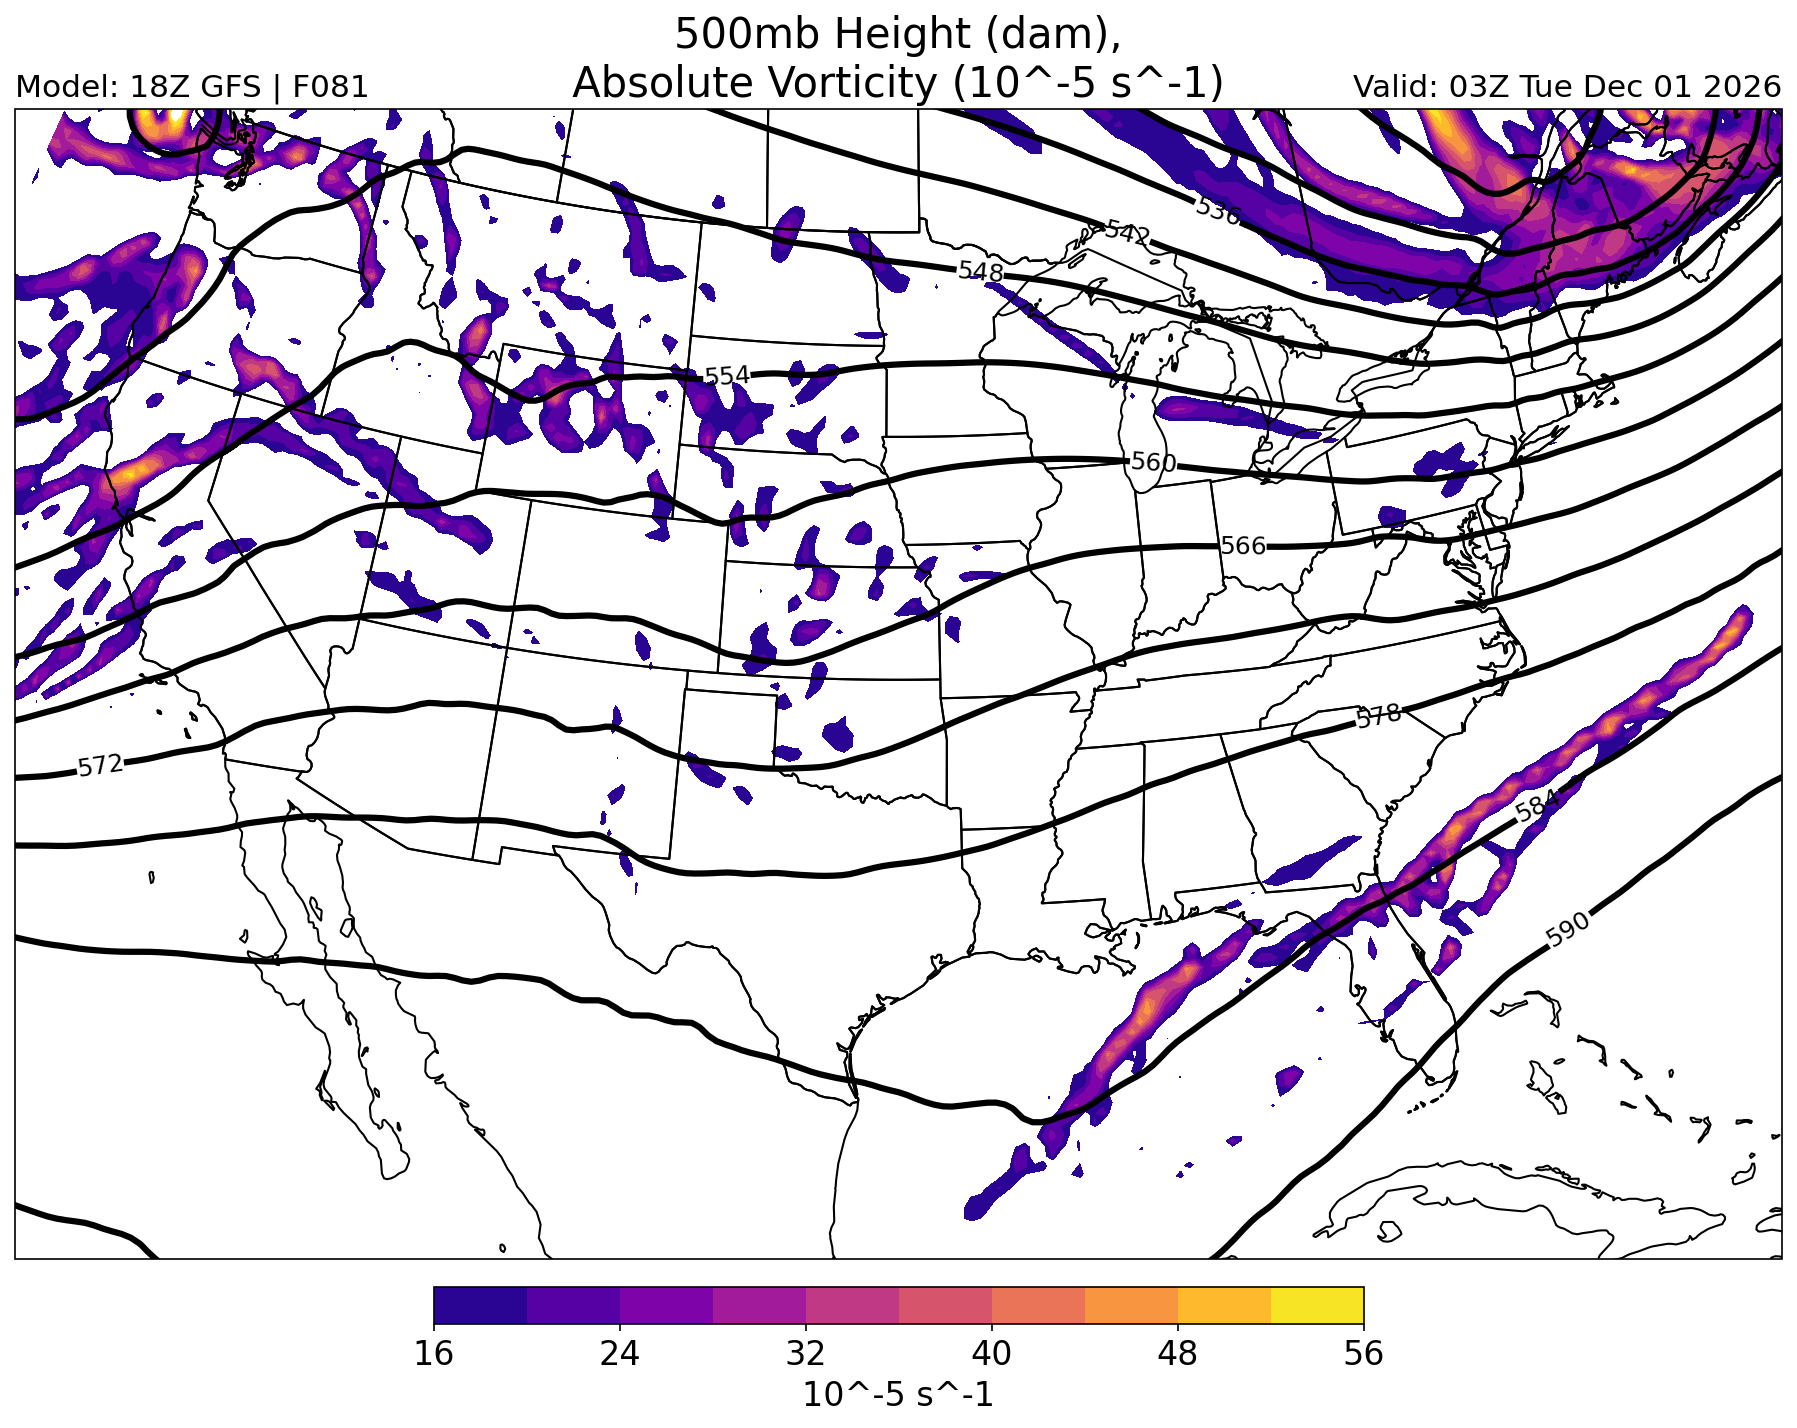 500mb Height (dam),
Model: 18Z GFS | F081
Absolute Vorticity (10^-5 s^-1)
Valid: 03Z Tue Dec 01 2026
536
542
548
554
560
566
572
578
584
590
16 24 32 40 48 56
10^-5 s^-1